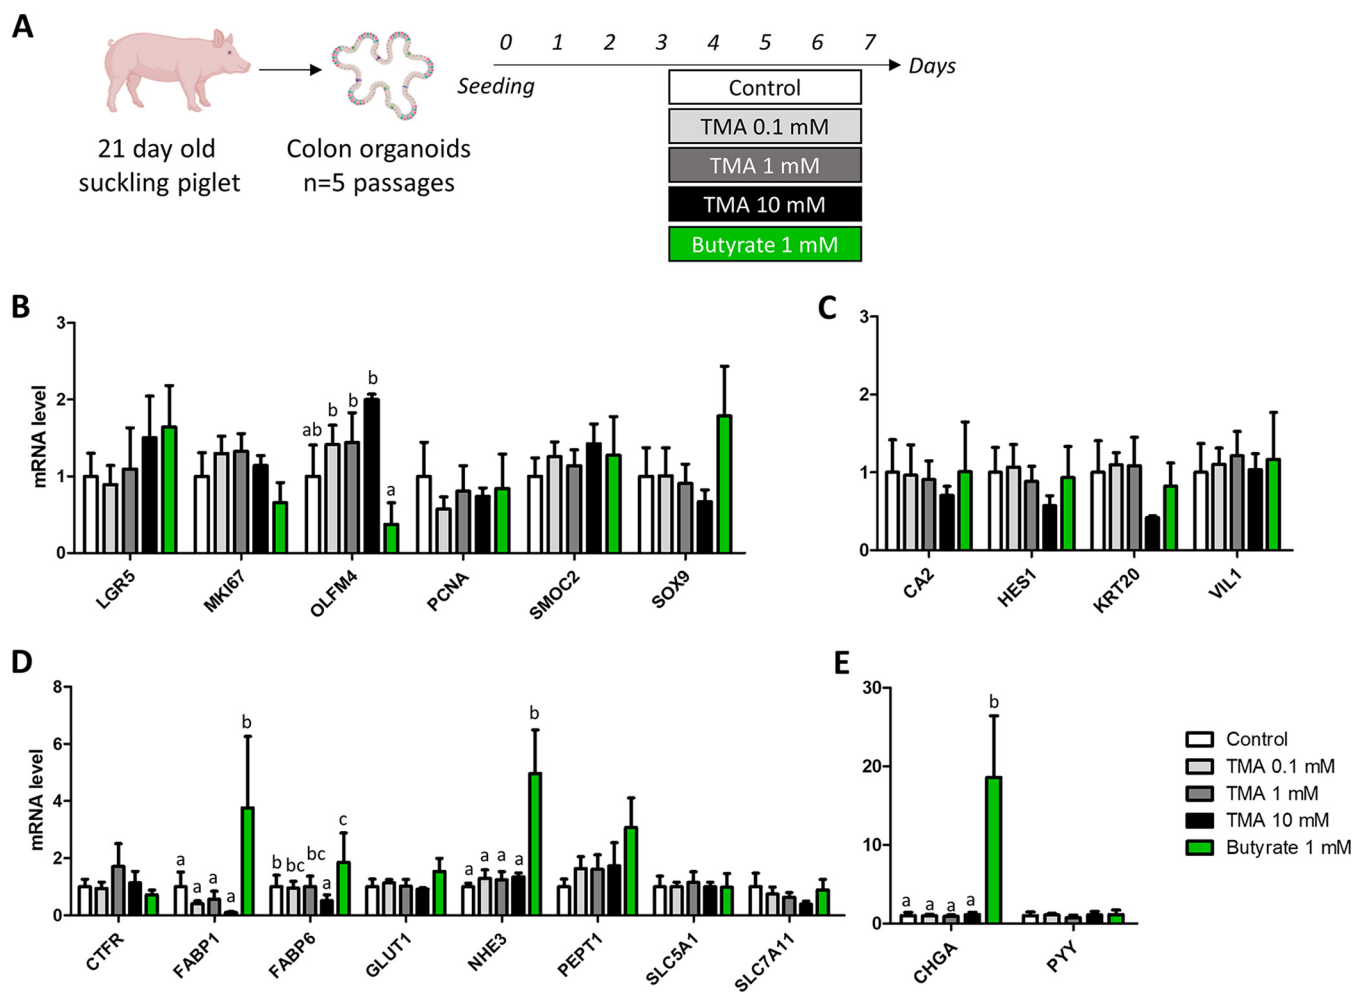 A
0 1 2 3 4 5 6 7
Seeding
Days
21 day old
suckling piglet
Colon organoids
n=5 passages
Control
TMA 0.1 mM
TMA 1 mM
TMA 10 mM
Butyrate 1 mM
B
mRNA level
3
2
1
0
ab b b b a
LGR5 MKI67 OLFM4 PCNA SMOC2 SOX9
C
3
2
1
0
CA2 HES1 KRT20 VIL1
D
mRNA level
8
6
4
2
0
a a a a b
b bc bc a c
a a a a b
CTFR FABP1 FABP6 GLUT1 NHE3 PEPT1 SLC5A1 SLC7A11
E
30
20
10
0
a a a a b
CHGA PYY
Control
TMA 0.1 mM
TMA 1 mM
TMA 10 mM
Butyrate 1 mM